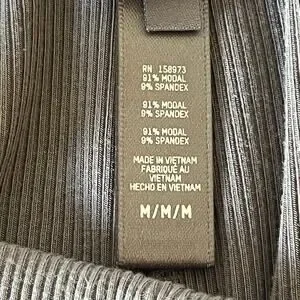 RN 158973
91% MODAL
9% SPANDEX
91% MODAL
9% SPANDEX
91% MODAL
9% SPANDEX
MADE IN VIETNAM
FABRIQUÉ AU
VIETNAM
HECHO EN VIETNAM
M/M/M